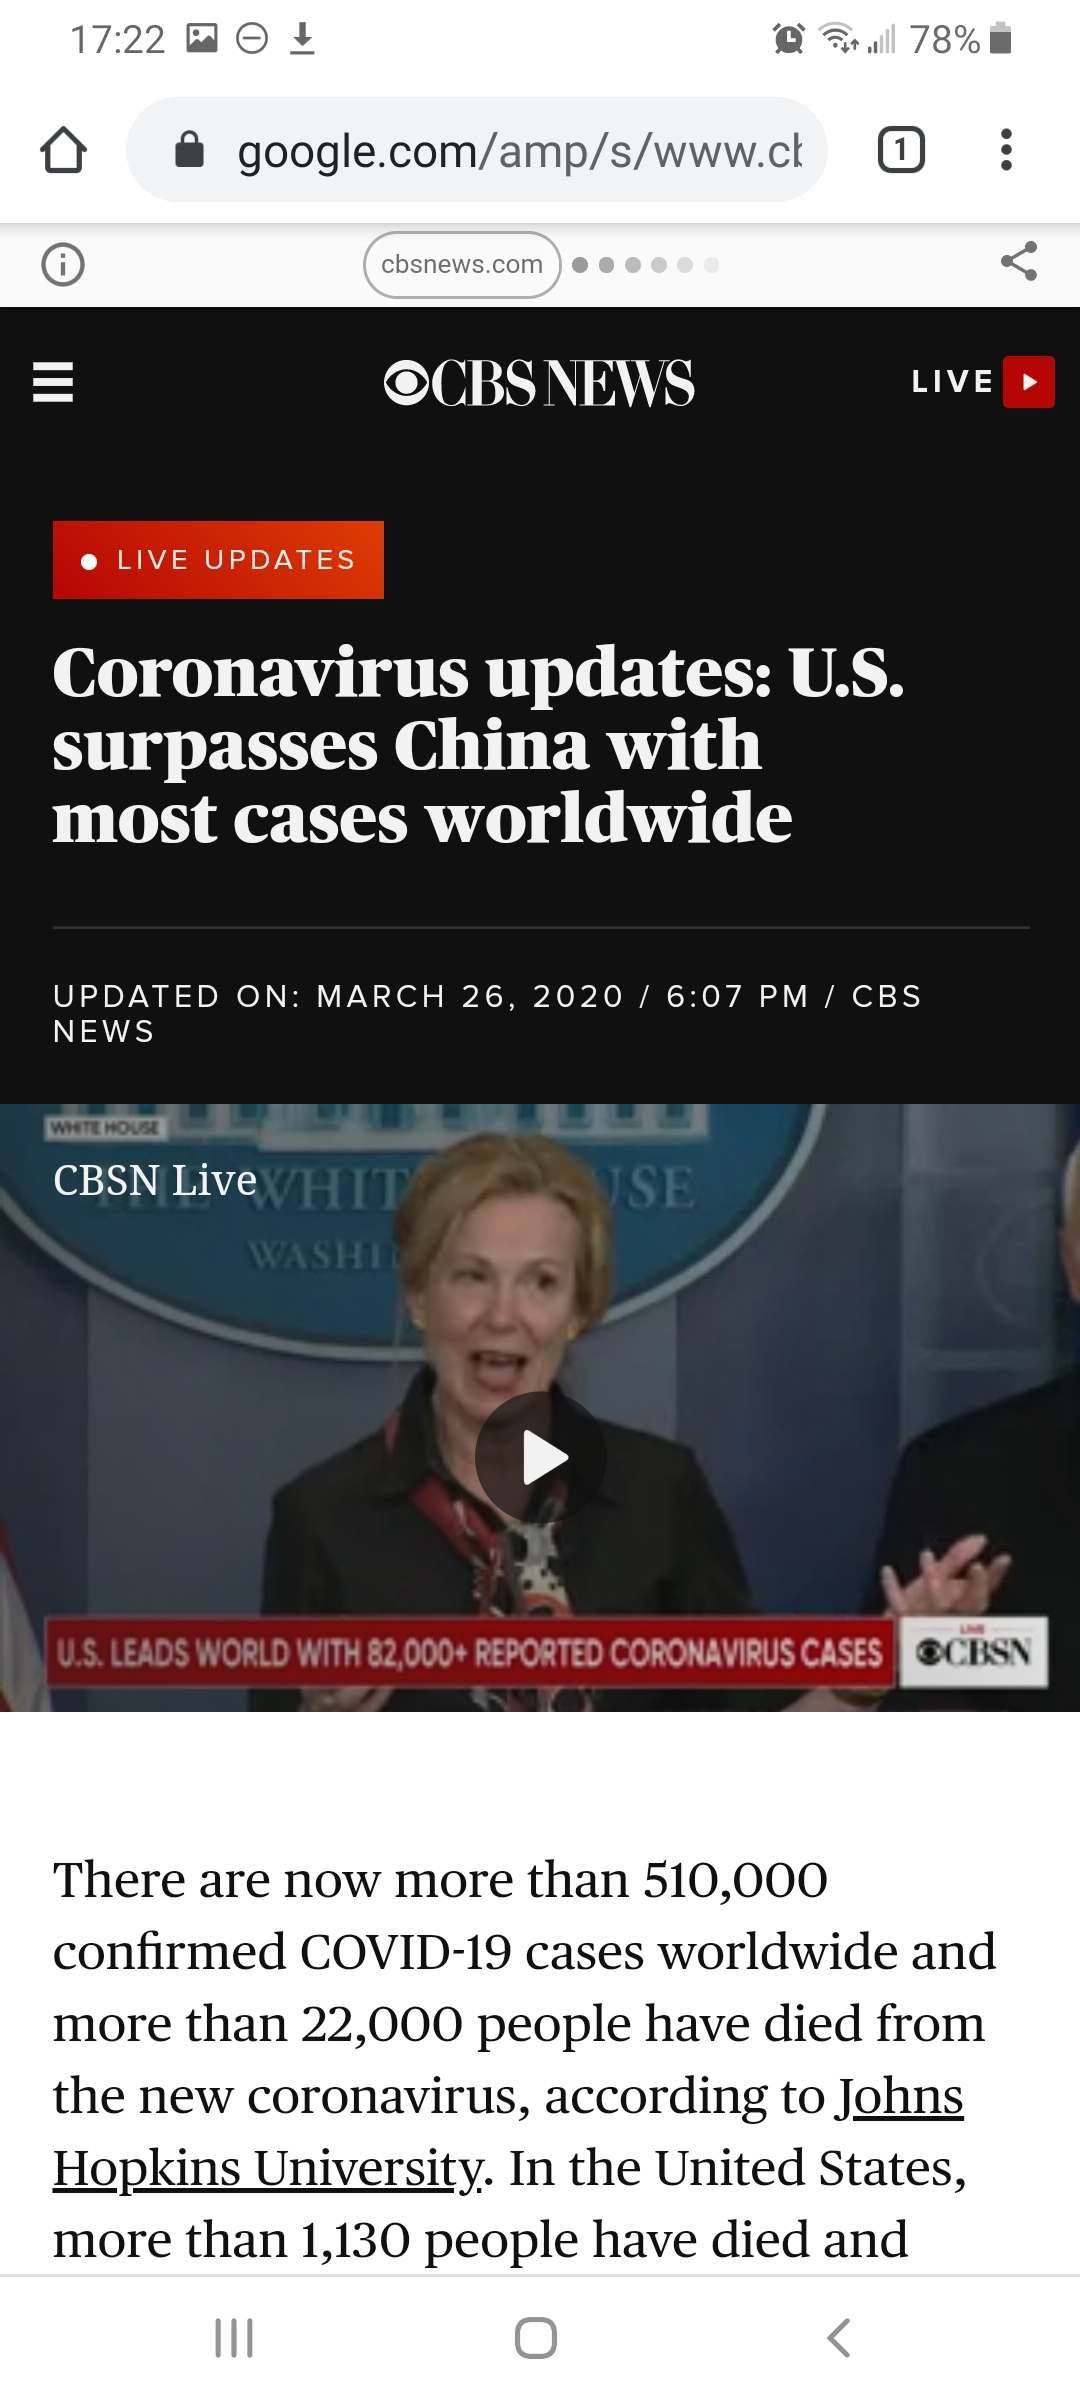 17:22
78%
google.com/amp/s/www.cb
1
cbsnews.com
CBS NEWS
LIVE
LIVE UPDATES
Coronavirus updates: U.S.
surpasses China with
most cases worldwide
UPDATED ON: MARCH 26, 2020 / 6:07 PM / CBS
NEWS
WHITE HOUSE
CBSN Live
THE WHIT USE
WASHI
U.S. LEADS WORLD WITH 82,000+ REPORTED CORONAVIRUS CASES
LIVE
CBSN
There are now more than 510,000
confirmed COVID-19 cases worldwide and
more than 22,000 people have died from
the new coronavirus, according to Johns
Hopkins University. In the United States,
more than 1,130 people have died and